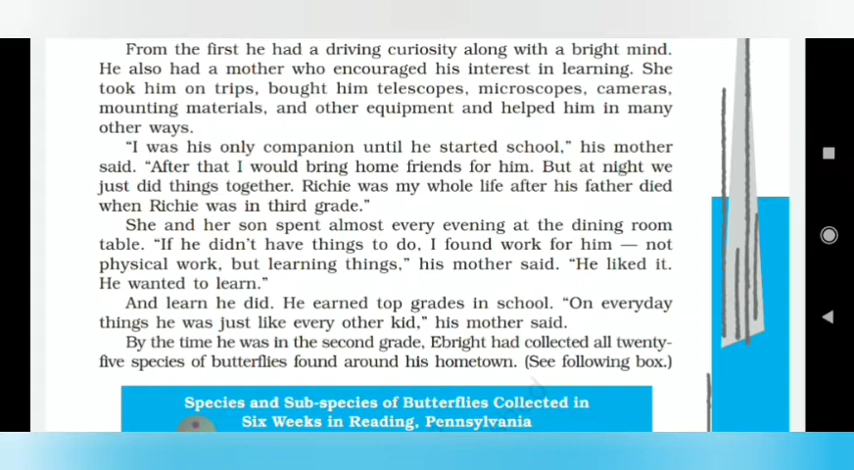 From the first he had a driving curiosity along with a bright mind.
He also had a mother who encouraged his interest in learning. She
took him on trips, bought him telescopes, microscopes, cameras,
mounting materials, and other equipment and helped him in many
other ways.
“I was his only companion until he started school,” his mother
said. “After that I would bring home friends for him. But at night we
just did things together. Richie was my whole life after his father died
when Richie was in third grade.”
She and her son spent almost every evening at the dining room
table. “If he didn’t have things to do, I found work for him — not
physical work, but learning things,” his mother said. “He liked it.
He wanted to learn.”
And learn he did. He earned top grades in school. “On everyday
things he was just like every other kid,” his mother said.
By the time he was in the second grade, Ebright had collected all twenty-
five species of butterflies found around his hometown. (See following box.)
Species and Sub-species of Butterflies Collected in
Six Weeks in Reading, Pennsylvania